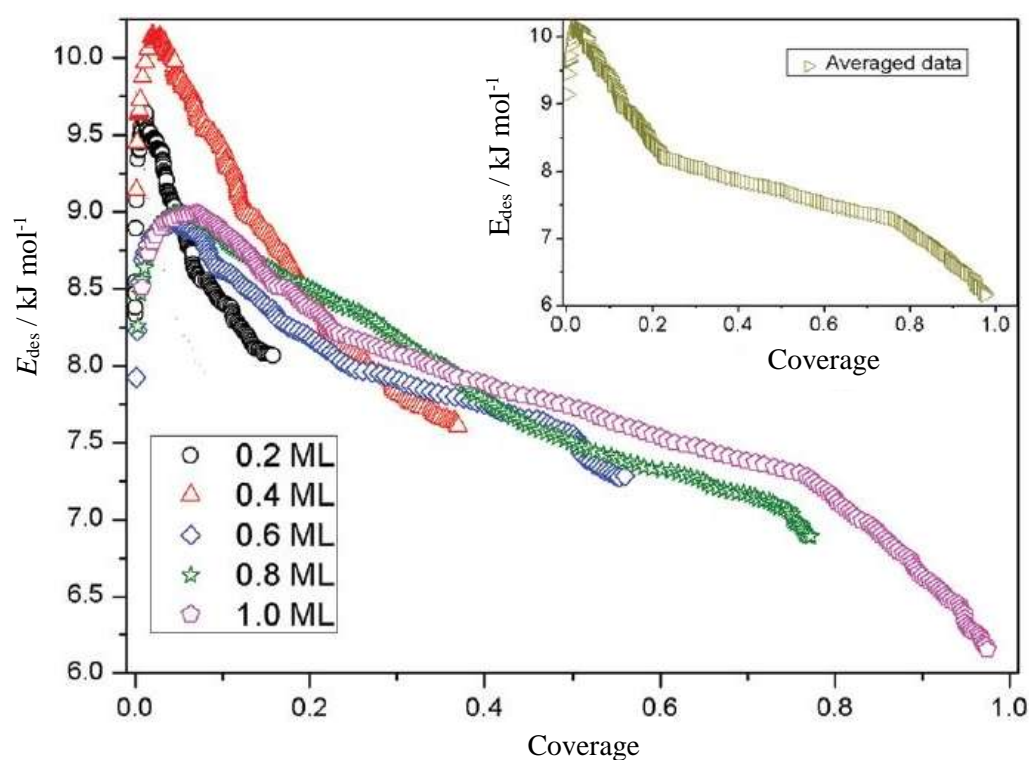 E_des / kJ mol⁻¹
10.0
9.5
9.0
8.5
8.0
7.5
7.0
6.5
6.0
0.0 0.2 0.4 0.6 0.8 1.0
Coverage
0.2 ML
0.4 ML
0.6 ML
0.8 ML
1.0 ML
E_des / kJ mol⁻¹
10
9
8
7
6
0.0 0.2 0.4 0.6 0.8 1.0
Coverage
Averaged data